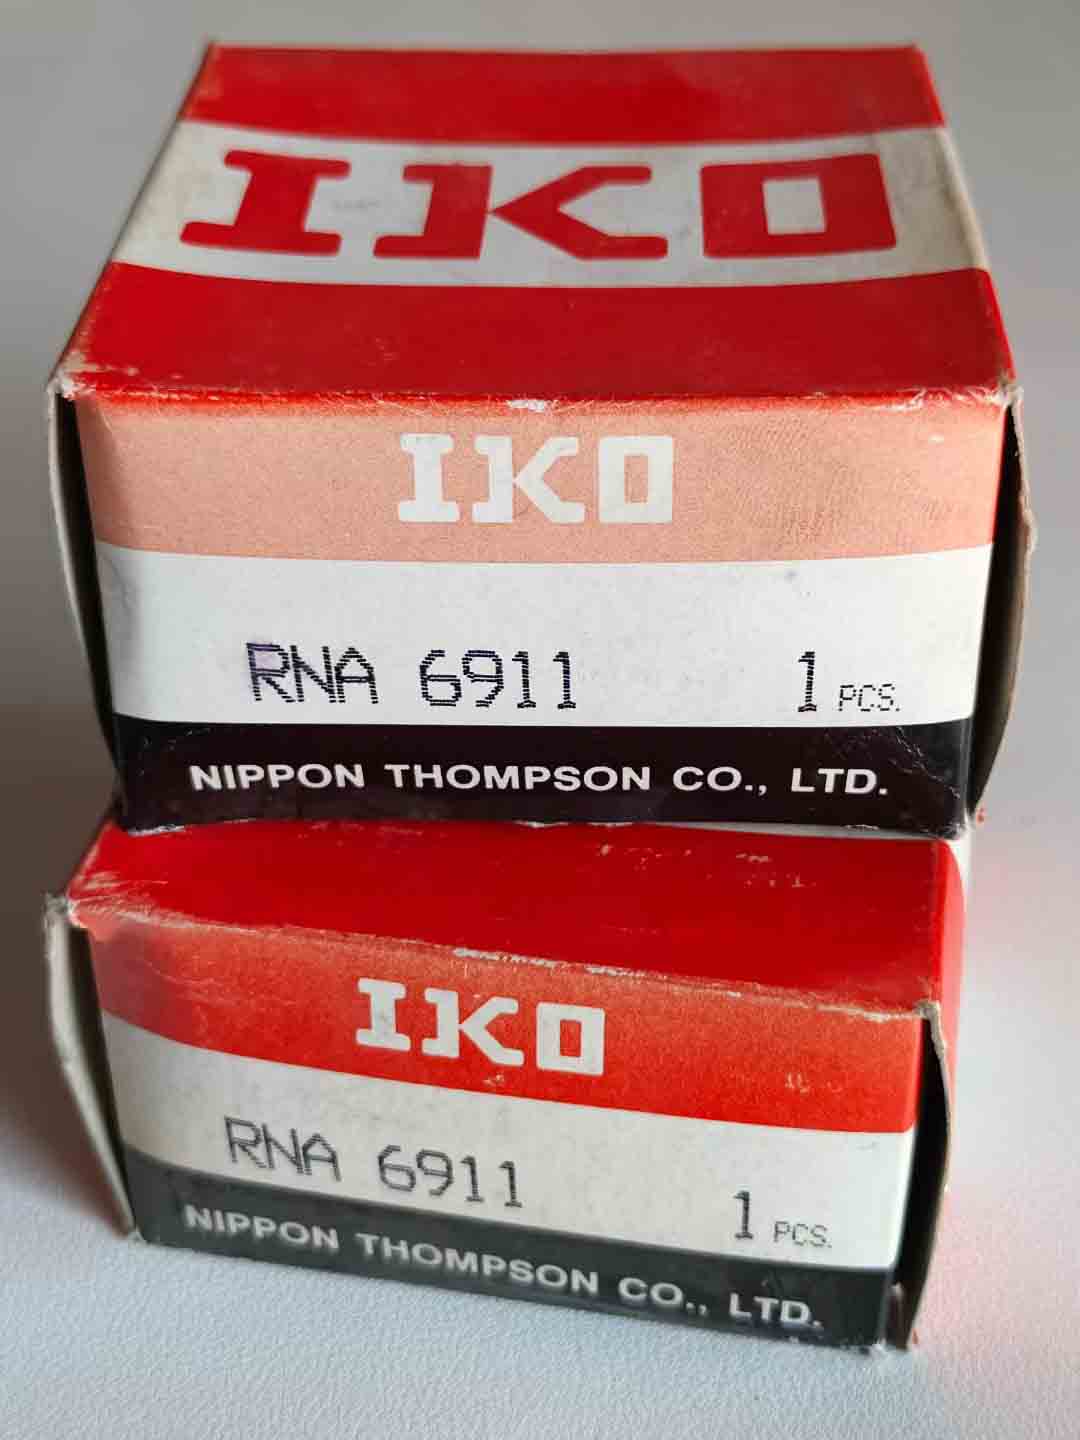 IKO
IKO
RNA 6911 1 PCS.
NIPPON THOMPSON CO., LTD.
IKO
RNA 6911 1 PCS.
NIPPON THOMPSON CO., LTD.